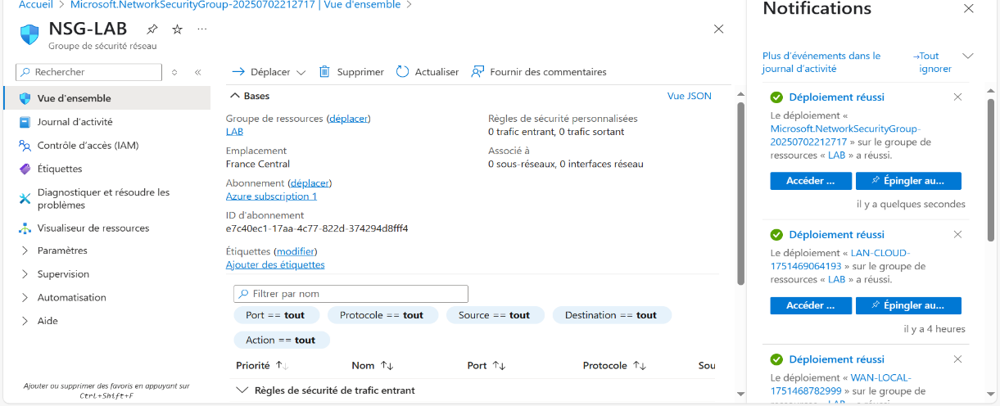 Accueil > Microsoft.NetworkSecurityGroup-20250702212717 | Vue d'ensemble >
NSG-LAB
Groupe de sécurité réseau
Rechercher
Vue d'ensemble
Journal d'activité
Contrôle d'accès (IAM)
Étiquettes
Diagnostiquer et résoudre les
problèmes
Visualiseur de ressources
Paramètres
Supervision
Automatisation
Aide
Ajouter ou supprimer des favoris en appuyant sur
Ctrl+Shift+F
Déplacer
Supprimer
Actualiser
Fournir des commentaires
Bases
Vue JSON
Groupe de ressources (déplacer)
LAB
Emplacement
France Central
Abonnement (déplacer)
Azure subscription 1
ID d'abonnement
e7c40ec1-17aa-4c77-822d-374294d8fff4
Étiquettes (modifier)
Ajouter des étiquettes
Règles de sécurité personnalisées
0 trafic entrant, 0 trafic sortant
Associé à
0 sous-réseaux, 0 interfaces réseau
Filtrer par nom
Port == tout
Protocole == tout
Source == tout
Destination == tout
Action == tout
Priorité ↑↓ Nom ↑↓ Port ↑↓ Protocole ↑↓ Sou
Règles de sécurité de trafic entrant
Notifications
Plus d'événements dans le
journal d'activité
→Tout
ignorer
Déploiement réussi
Le déploiement «
Microsoft.NetworkSecurityGroup-
20250702212717 » sur le groupe de
ressources « LAB » a réussi.
Accéder ...
Épingler au...
il y a quelques secondes
Déploiement réussi
Le déploiement « LAN-CLOUD-
1751469064193 » sur le groupe de
ressources « LAB » a réussi.
Accéder ...
Épingler au...
il y a 4 heures
Déploiement réussi
Le déploiement « WAN-LOCAL-
1751468782999 » sur le groupe de
ressources « LAB » a réussi.